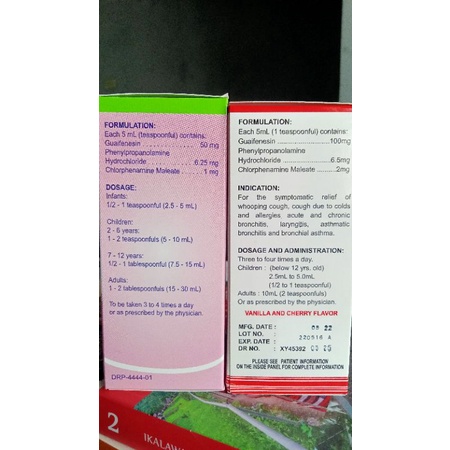 FORMULATION:
Each 5 mL (teaspoonful) contains:
Guaifenesin . . . . . . . . . . . . . 50 mg
Phenylpropanolamine
Hydrochloride . . . . . . . . . . . 6.25 mg
Chlorphenamine Maleate . . . . 1 mg
DOSAGE:
Infants:
1/2 - 1 teaspoonful (2.5 - 5 mL)
Children:
2 - 6 years:
1 - 2 teaspoonfuls (5 - 10 mL)
7 - 12 years:
1/2 - 1 tablespoonful (7.5 - 15 mL)
Adults:
1 - 2 tablespoonfuls (15 - 30 mL)
To be taken 3 to 4 times a day
or as prescribed by the physician.
DRP-4444-01
FORMULATION:
Each 5mL (1 teaspoonful) contains:
Guaifenesin ........................100mg
Phenylpropanolamine
Hydrochloride ......................6.5mg
Chlorphenamine Maleate ..........2mg
INDICATION:
For the symptomatic relief of
whooping cough, cough due to colds
and allergies, acute and chronic
bronchitis, laryng@s, asthmatic
bronchitis and bronchial asthma.
DOSAGE AND ADMINISTRATION:
Three to four times a day.
Children : (below 12 yrs. old)
2.5mL to 5.0mL
(1/2 to 1 teaspoonful)
Adults : 10mL (2 teaspoonfuls)
Or as prescribed by the physician.
VANILLA AND CHERRY FLAVOR
MFG. DATE :
LOT NO. : 220516 A
EXP. DATE :
DR NO. : XY45392
PLEASE SEE PATIENT INFORMATION
ON THE INSIDE PANEL FOR COMPLETE INFORMATION
2